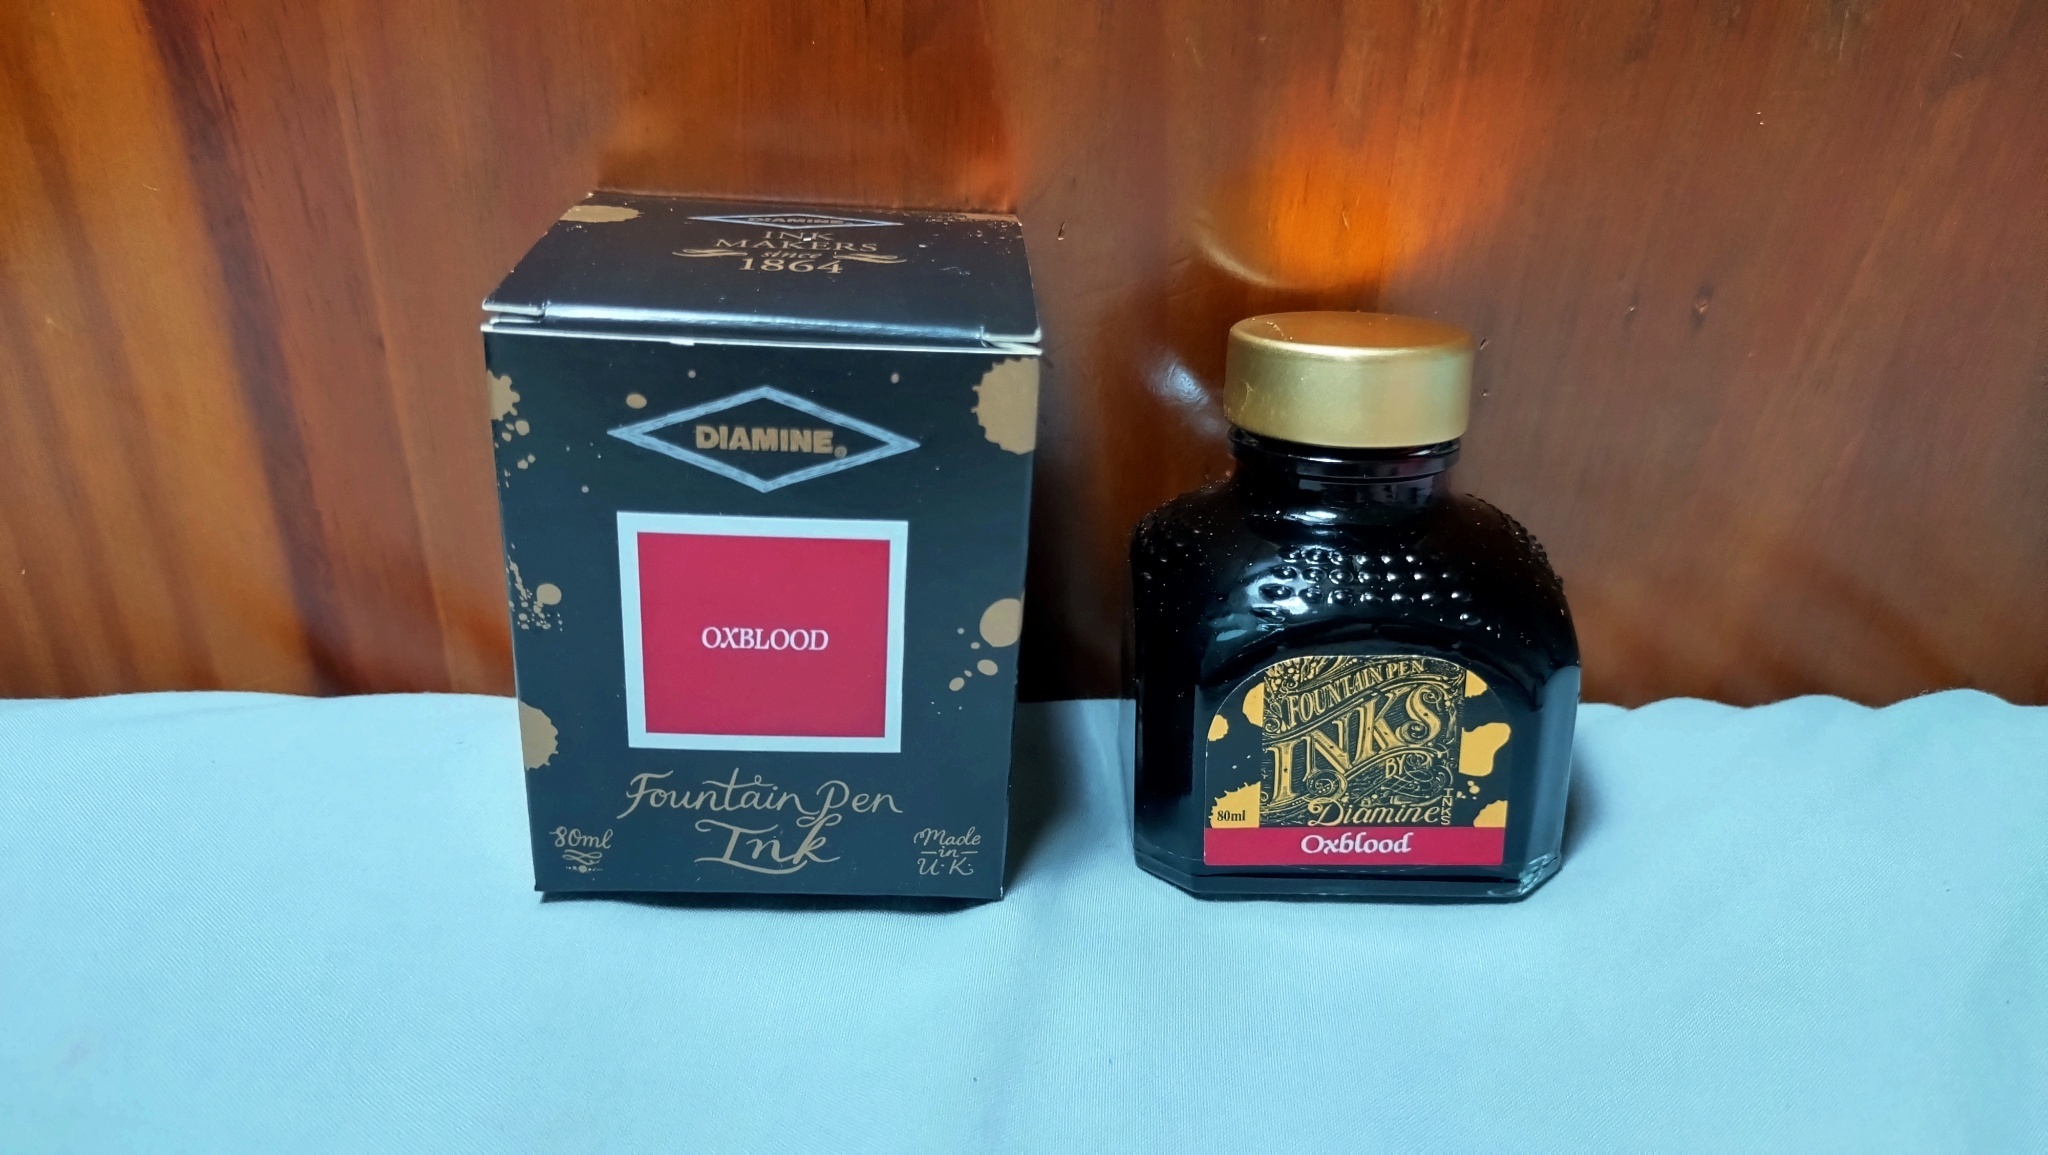 DIAMINE
INK
MAKERS
since
1864
DIAMINE
OXBLOOD
Fountain Pen
Ink
80ml
Made
in
U.K.
FOUNTAIN PEN
INKS
BY
Diamine
INKS
80ml
Oxblood